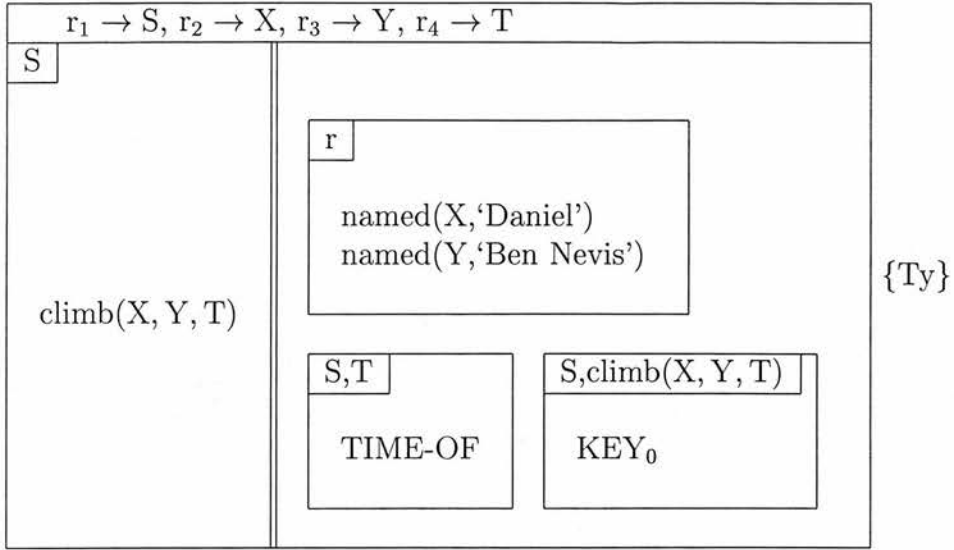 r₁ → S, r₂ → X, r₃ → Y, r₄ → T
S
climb(X, Y, T)
r
named(X,‘Daniel’)
named(Y,‘Ben Nevis’)
S,T
TIME-OF
S,climb(X, Y, T)
KEY₀
{Ty}